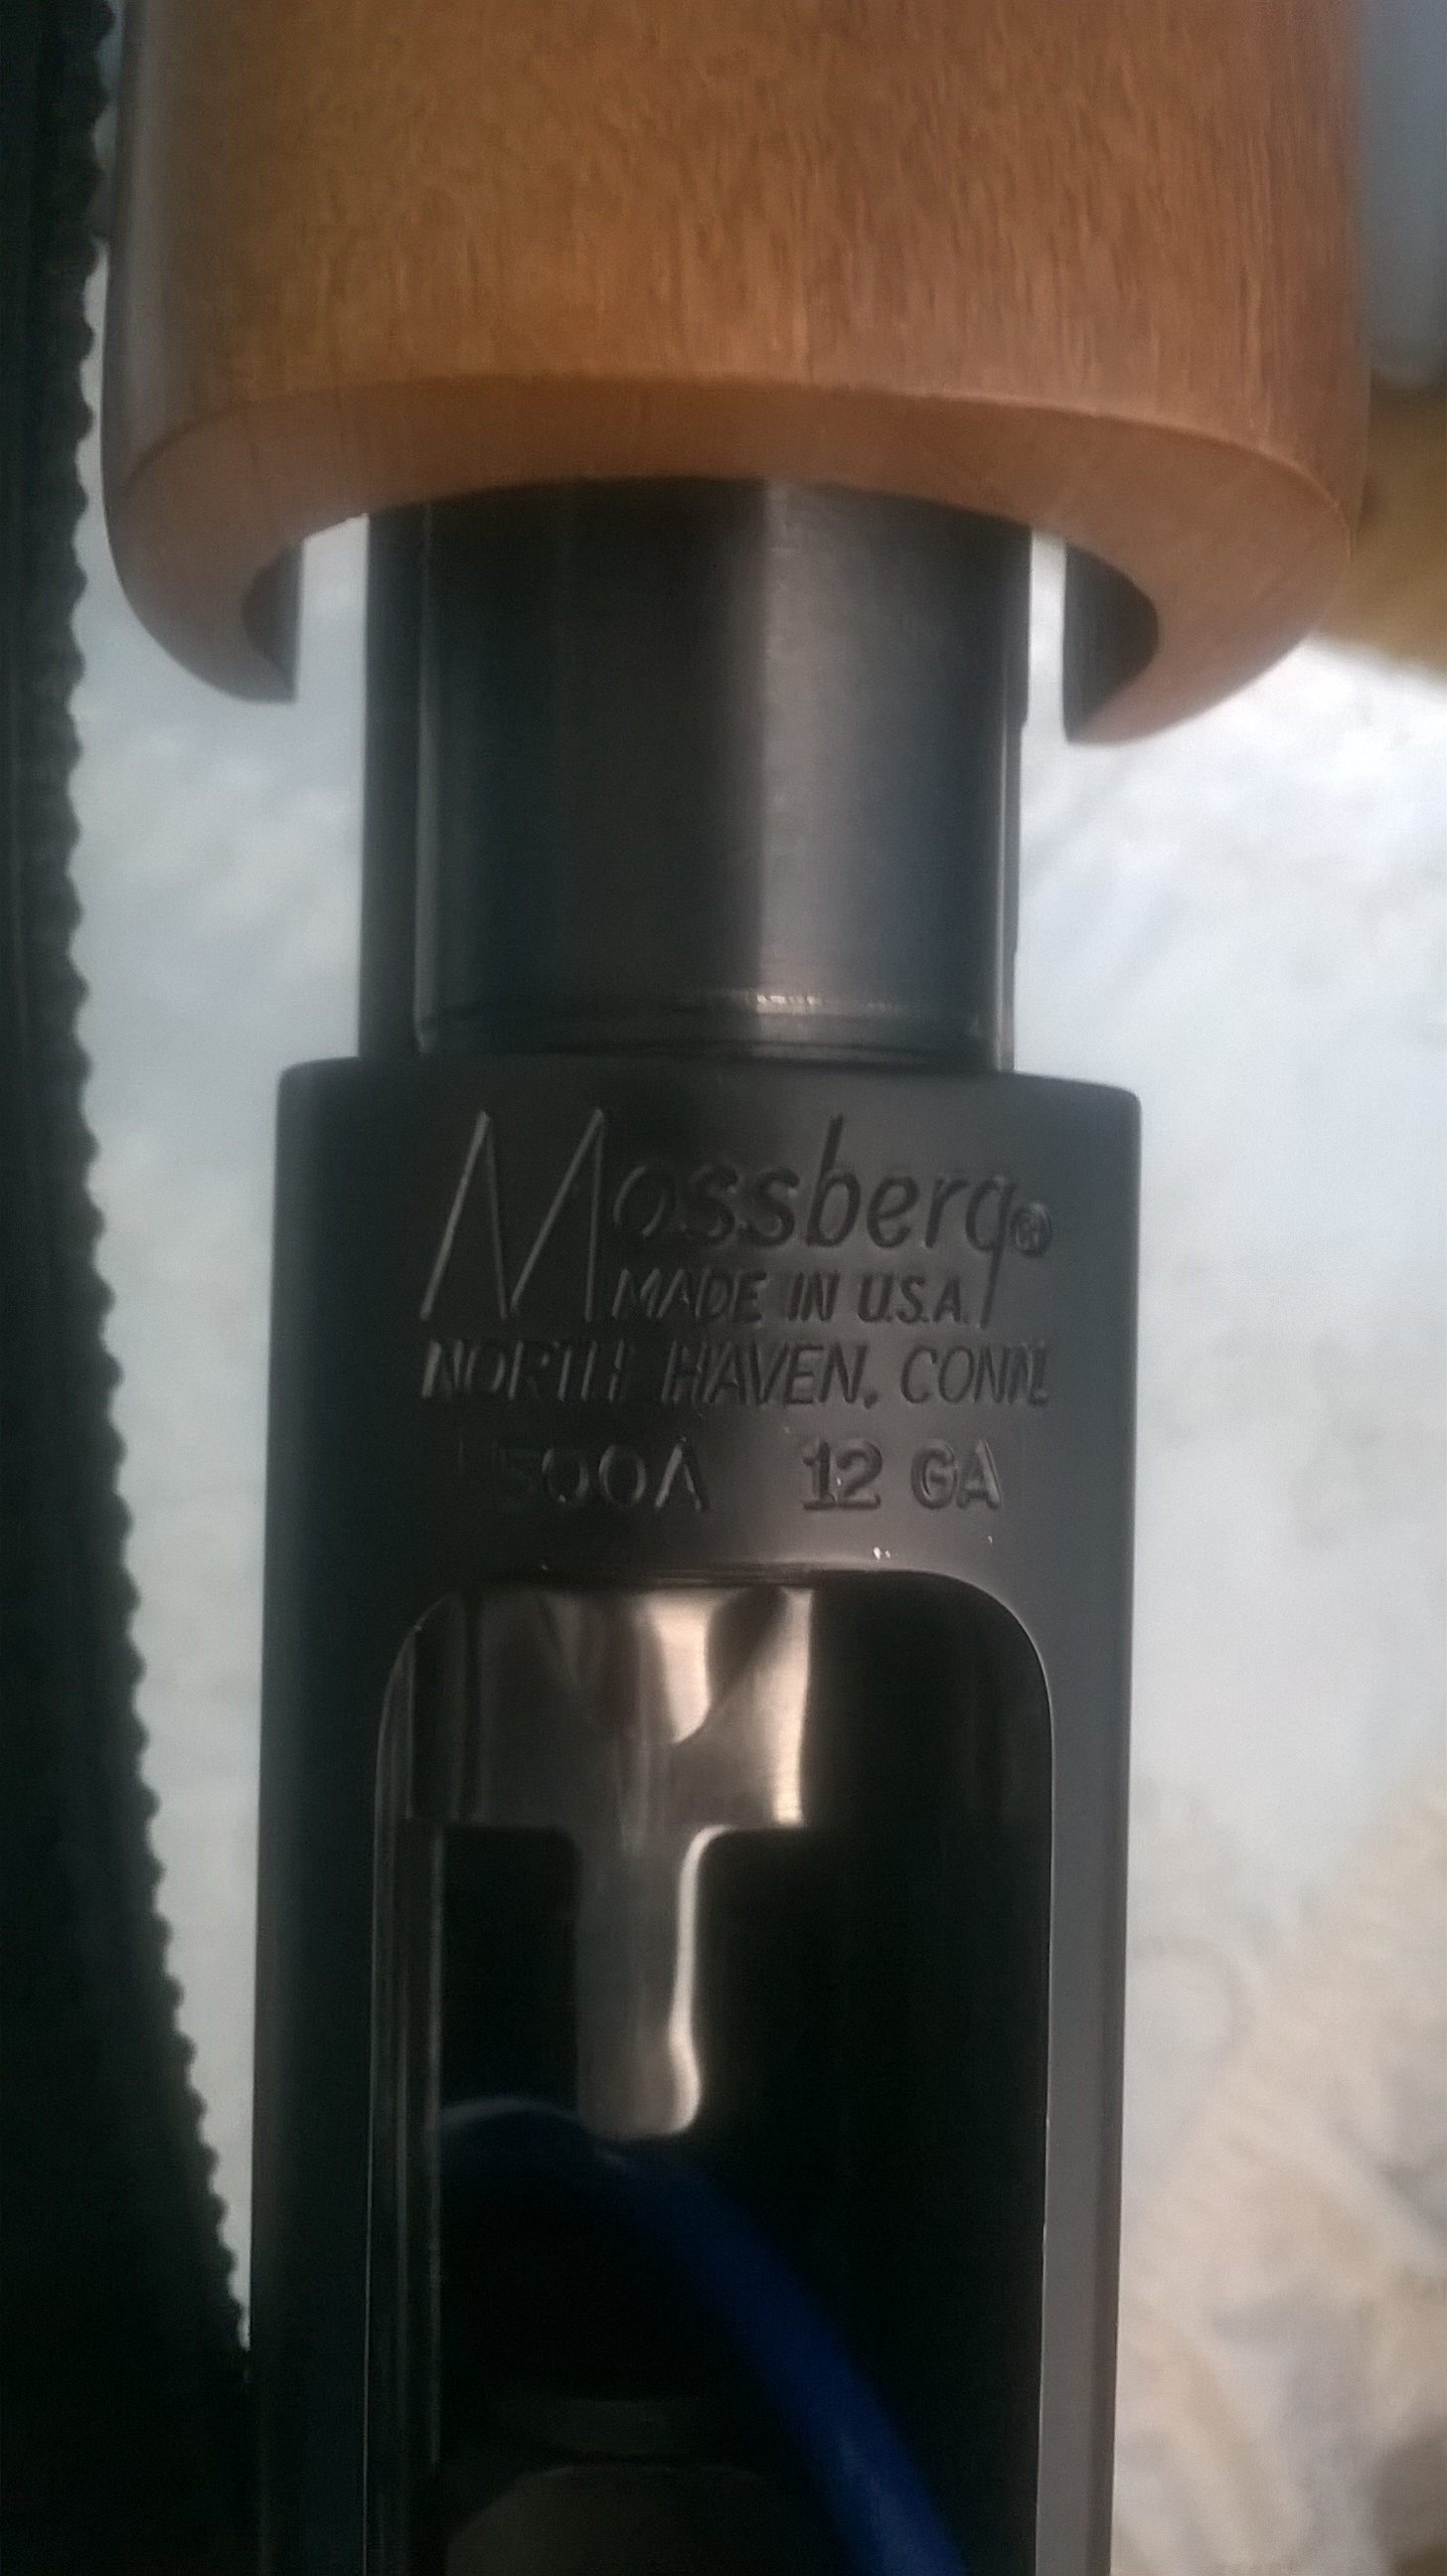 Mossberg®
MADE IN U.S.A.
NORTH HAVEN, CONN.
500A 12 GA